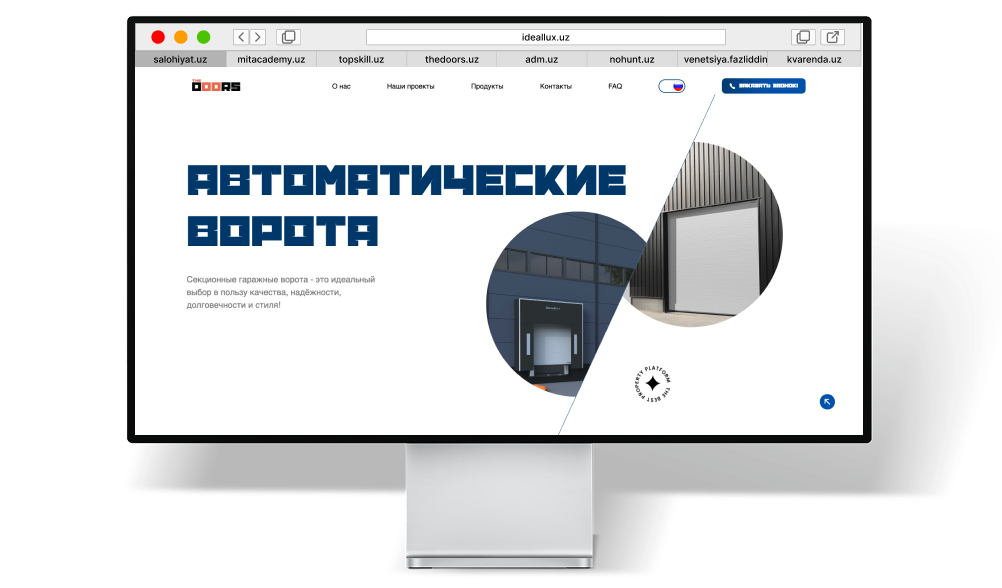 ideallux.uz
salohiyat.uz mitacademy.uz topskill.uz thedoors.uz adm.uz nohunt.uz venetsiya.fazliddin kvarenda.uz
THE DOORS
О нас Наши проекты Продукты Контакты FAQ ЗАКАЗАТЬ ЗВОНОК!
АВТОМАТИЧЕСКИЕ
ВОРОТА
Секционные гаражные ворота - это идеальный
выбор в пользу качества, надёжности,
долговечности и стиля!
THE BEST PROPERTY PLATFORM